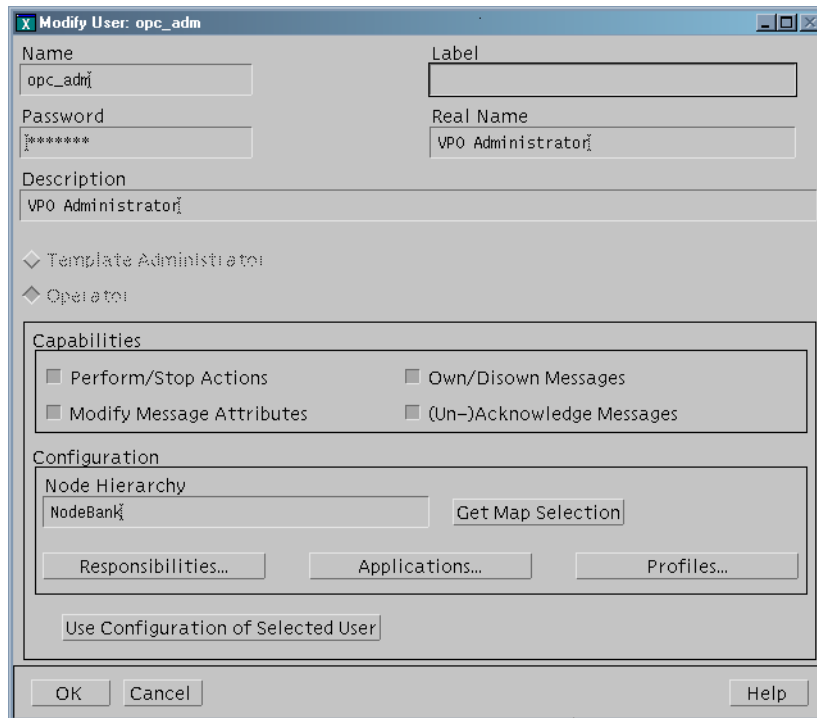 X Modify User: opc_adm
Name Label
opc_adm
Password Real Name
******* VPO Administrator
Description
VPO Administrator
Template Administrator
Operator
Capabilities
Perform/Stop Actions Own/Disown Messages
Modify Message Attributes (Un-)Acknowledge Messages
Configuration
Node Hierarchy
NodeBank Get Map Selection
Responsibilities... Applications... Profiles...
Use Configuration of Selected User
OK Cancel Help